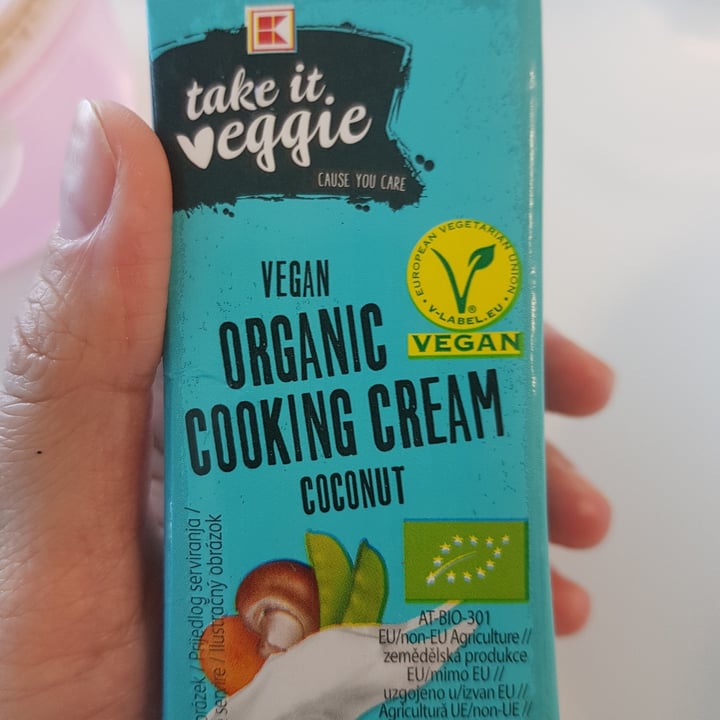 K
take it
veggie
CAUSE YOU CARE
EUROPEAN VEGETARIAN UNION
V-LABEL.EU
®
VEGAN
VEGAN
ORGANIC
COOKING CREAM
COCONUT
/ Prijedlog serviranja /
/ Ilustračný obrázok
AT-BIO-301
EU/non-EU Agriculture //
zemědělská produkce
EU/mimo EU //
uzgojeno u/izvan EU //
Agricultură UE/non-UE //